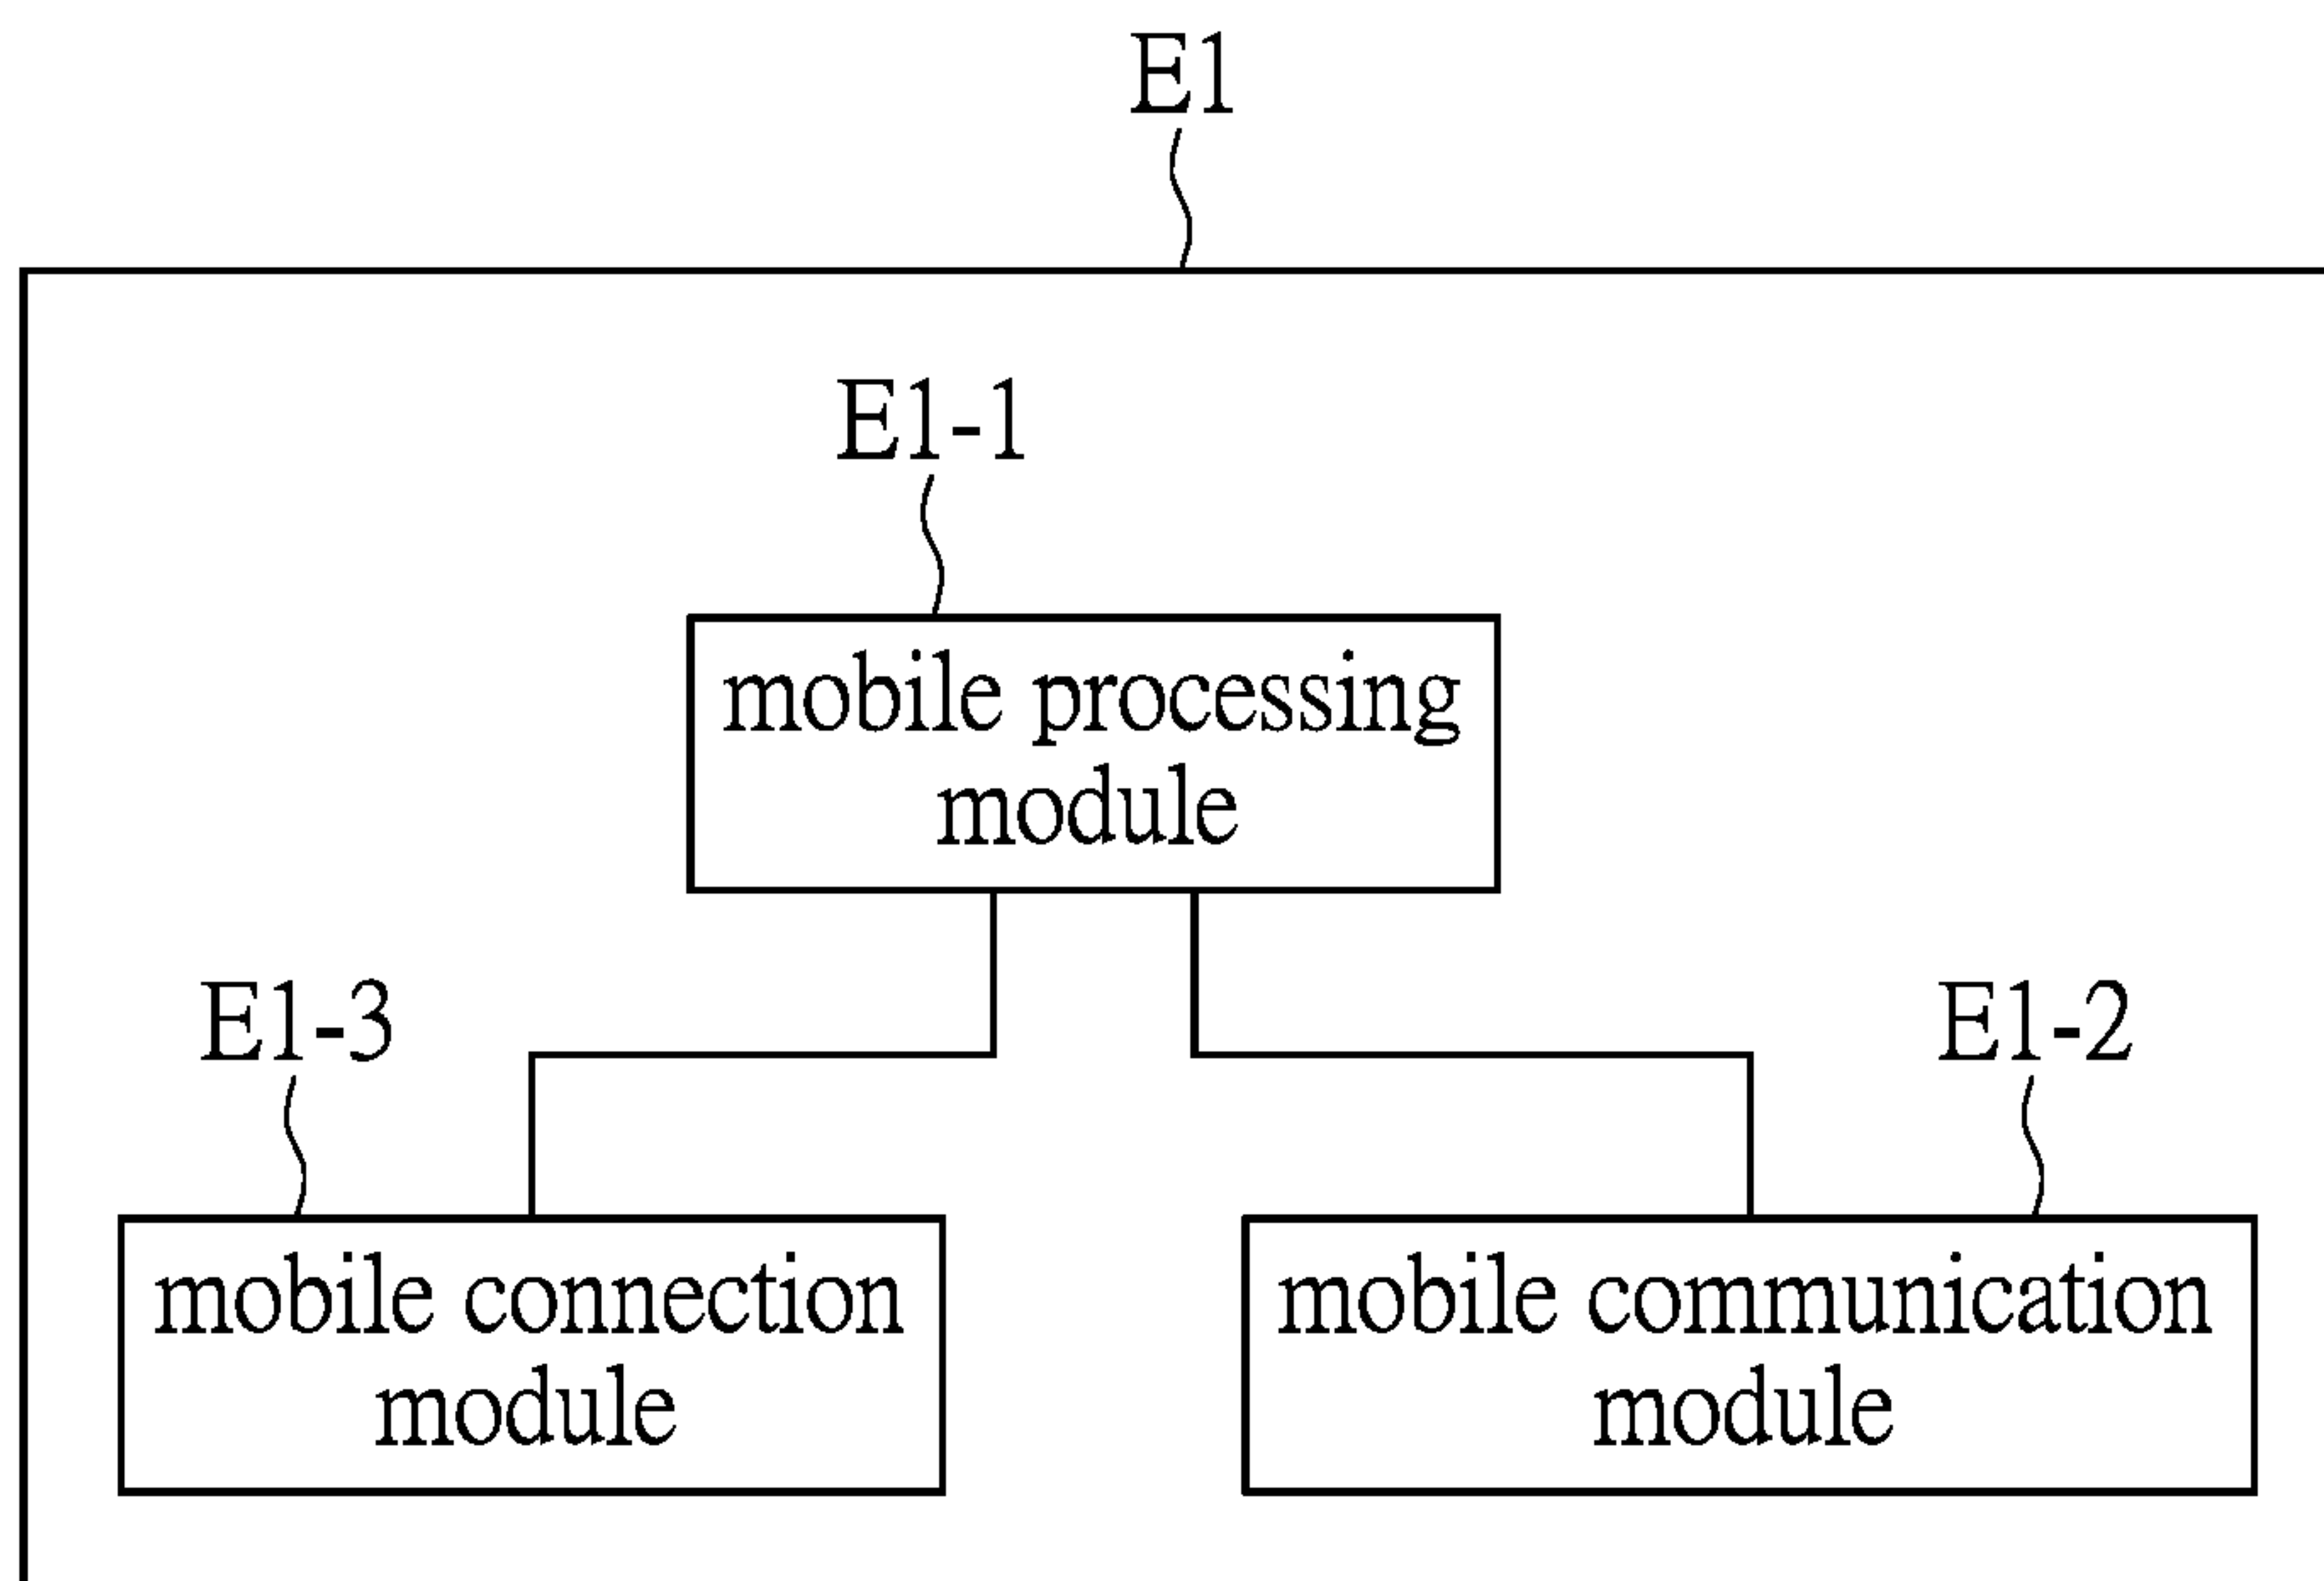 E1
E1-1
mobile processing
module
E1-3
E1-2
mobile connection
module
mobile communication
module